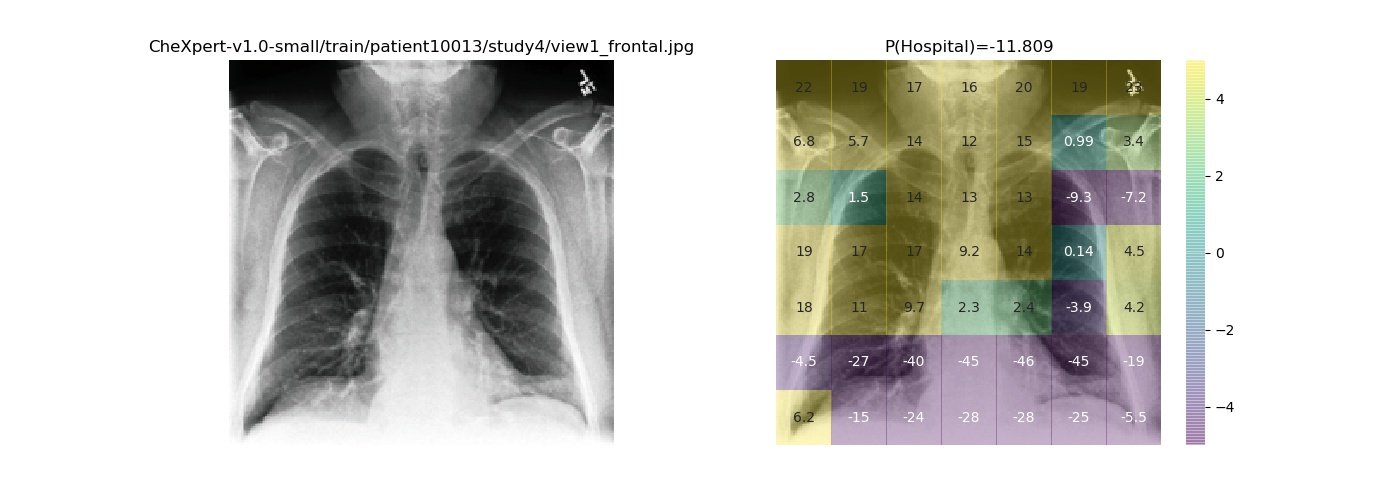 CheXpert-v1.0-small/train/patient10013/study4/view1_frontal.jpg
P(Hospital)=-11.809
22 19 17 16 20 19
6.8 5.7 14 12 15 0.99 3.4
2.8 1.5 14 13 13 -9.3 -7.2
19 17 17 9.2 14 0.14 4.5
18 11 9.7 2.3 2.4 -3.9 4.2
-4.5 -27 -40 -45 -46 -45 -19
6.2 -15 -24 -28 -28 -25 -5.5
4
2
0
−2
−4